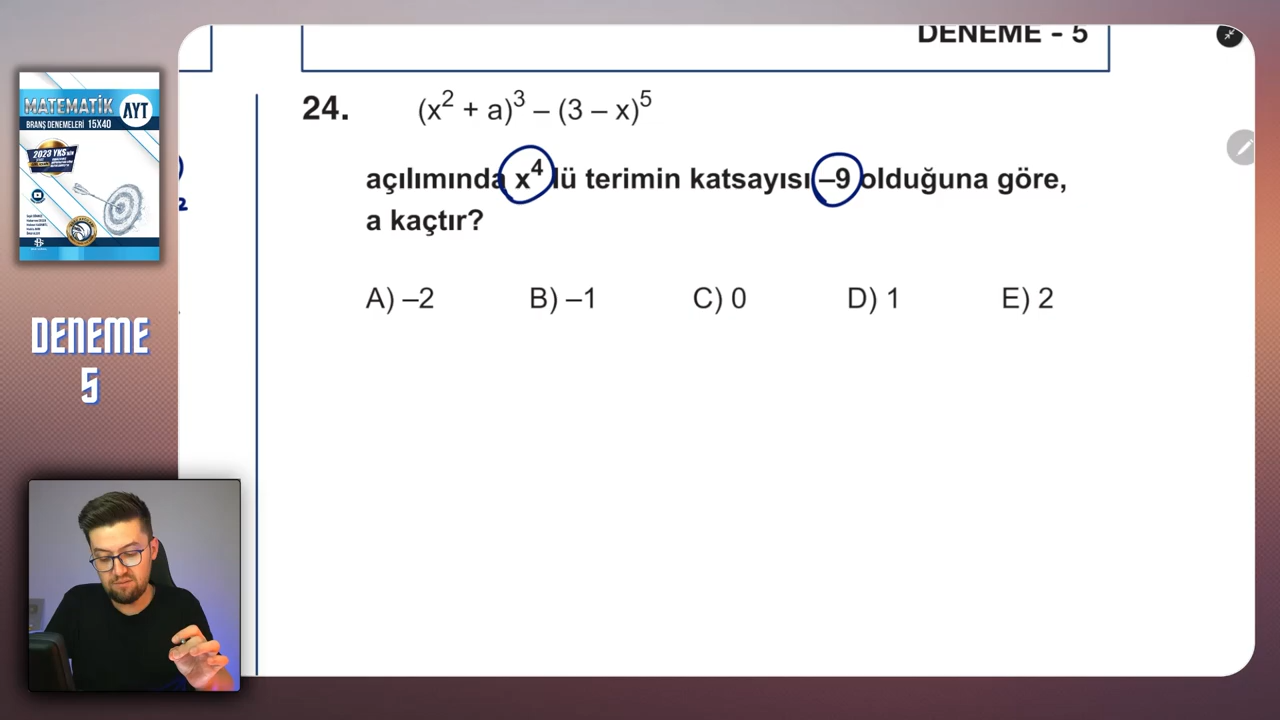 DENEME - 5
MATEMATİK
AYT
BRANŞ DENEMELERİ 15X40
2023 YKS'NİN
DENEME
5
24. (x² + a)³ – (3 – x)⁵
açılımında x⁴ lü terimin katsayısı –9 olduğuna göre,
a kaçtır?
A) –2 B) –1 C) 0 D) 1 E) 2